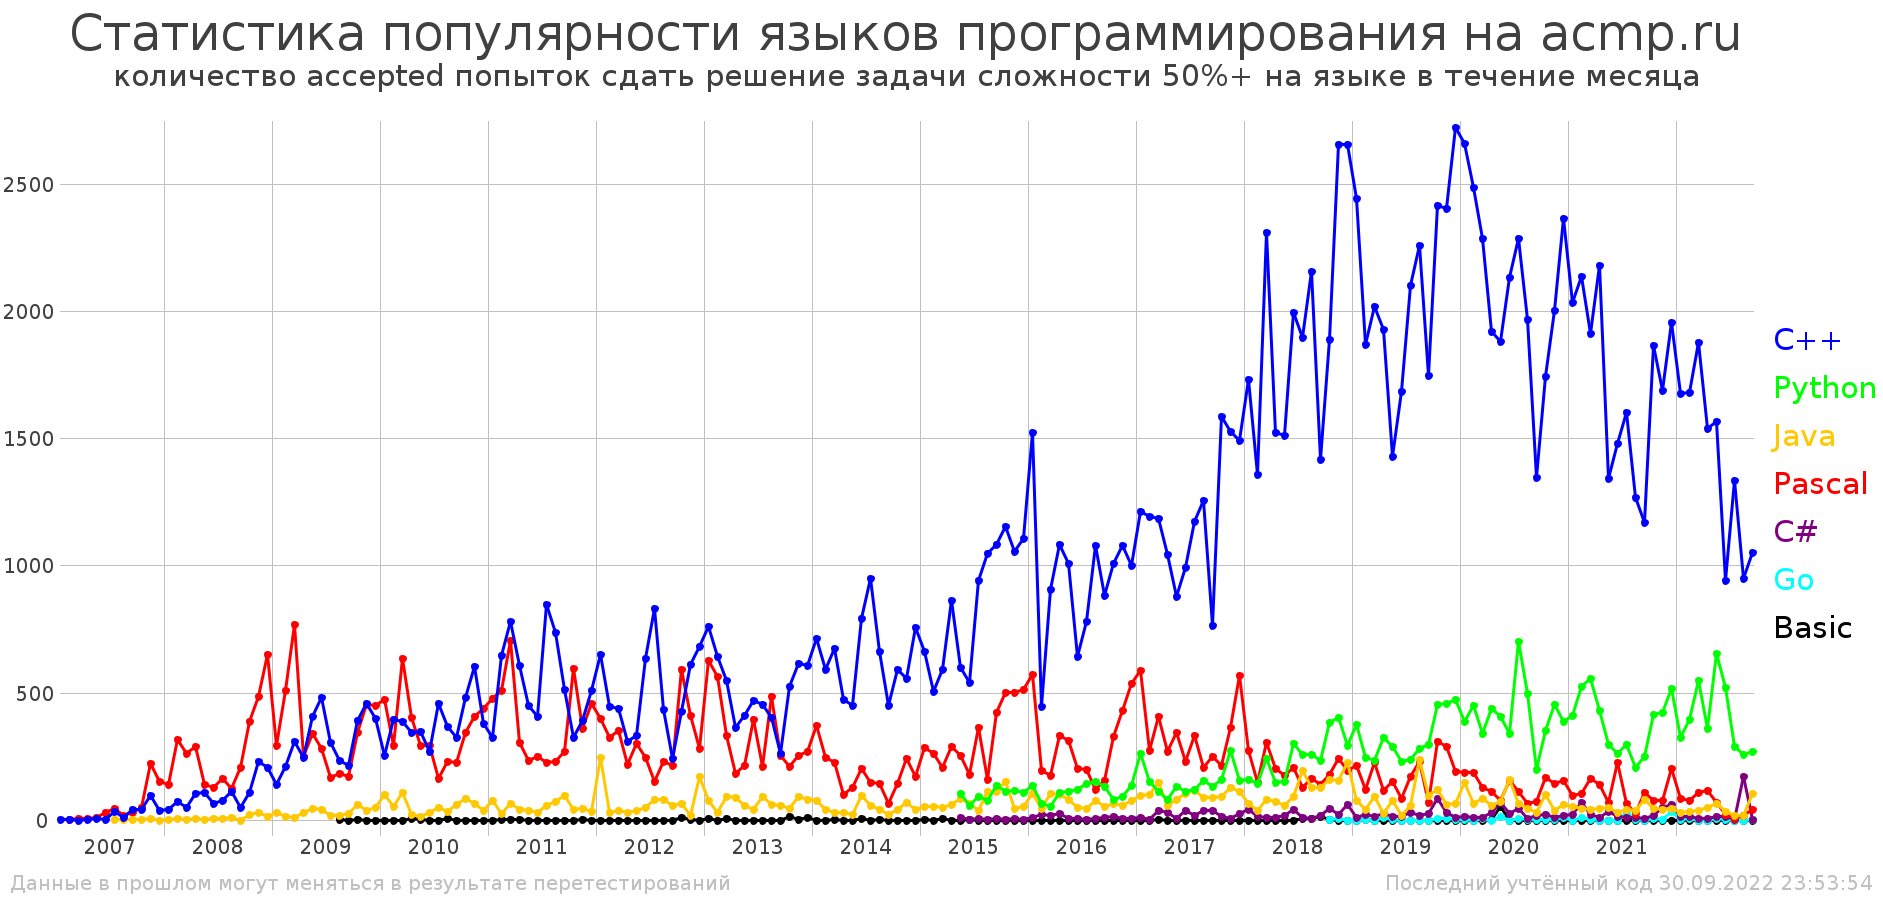 Статистика популярности языков программирования на acmp.ru
количество accepted попыток сдать решение задачи сложности 50%+ на языке в течение месяца
2500
2000
1500
1000
500
0
C++
Python
Java
Pascal
C#
Go
Basic
2007 2008 2009 2010 2011 2012 2013 2014 2015 2016 2017 2018 2019 2020 2021
Данные в прошлом могут меняться в результате перетестирований
Последний учтённый код 30.09.2022 23:53:54